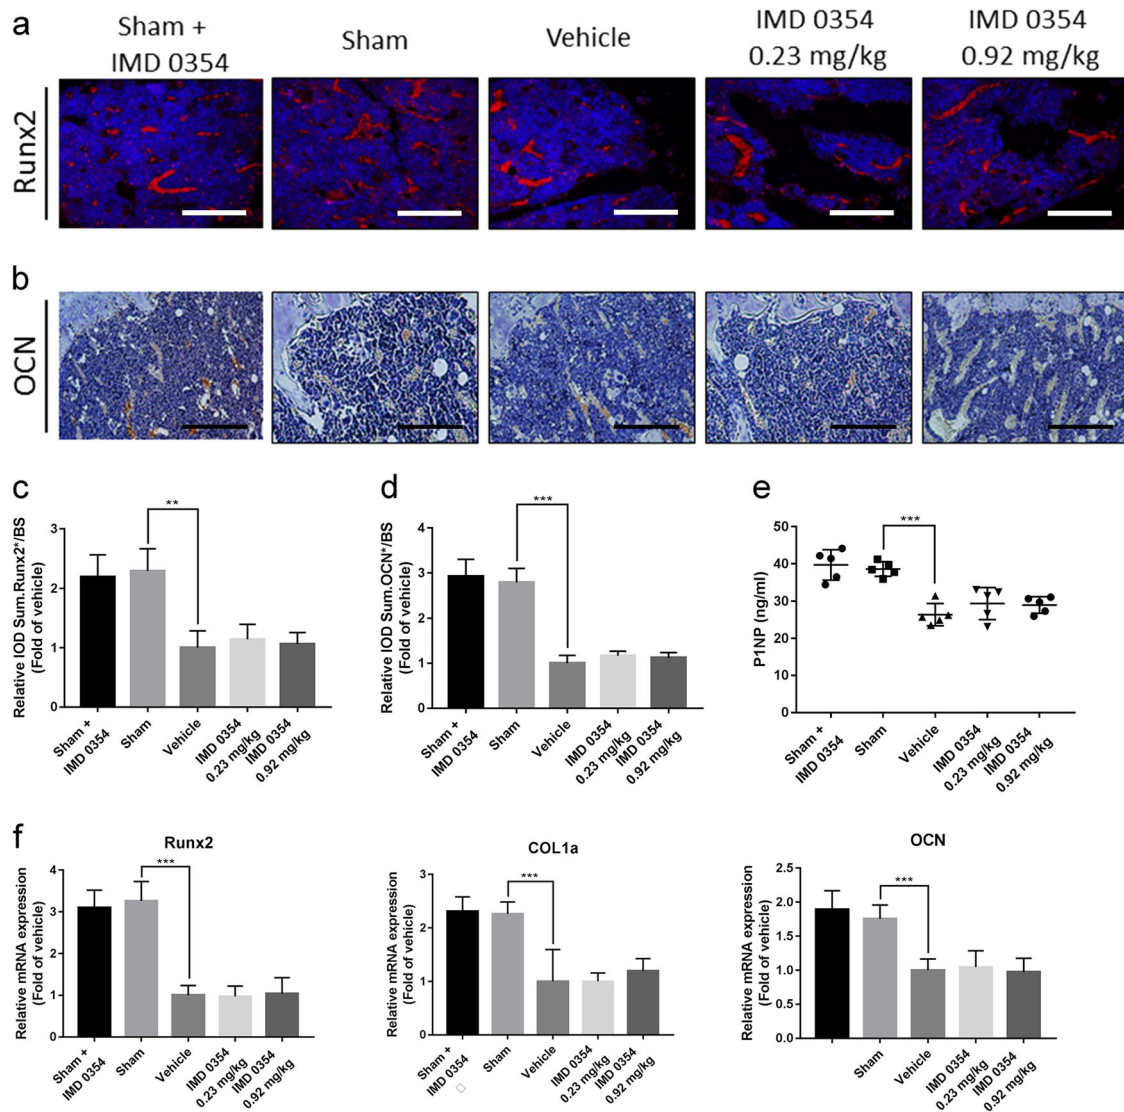 a
Sham +
IMD 0354
Sham
Vehicle
IMD 0354
0.23 mg/kg
IMD 0354
0.92 mg/kg
Runx2
b
OCN
c
Relative IOD Sum.Runx2*/BS
(Fold of vehicle)
3
2
1
0
**
Sham +
IMD 0354
Sham
Vehicle
IMD 0354
0.23 mg/kg
IMD 0354
0.92 mg/kg
d
Relative IOD Sum.OCN*/BS
(Fold of vehicle)
4
3
2
1
0
***
Sham +
IMD 0354
Sham
Vehicle
IMD 0354
0.23 mg/kg
IMD 0354
0.92 mg/kg
e
P1NP (ng/ml)
50
40
30
20
10
0
***
Sham +
IMD 0354
Sham
Vehicle
IMD 0354
0.23 mg/kg
IMD 0354
0.92 mg/kg
f
Runx2
Relative mRNA expression
(Fold of vehicle)
4
3
2
1
0
***
Sham +
IMD 0354
Sham
Vehicle
IMD 0354
0.23 mg/kg
IMD 0354
0.92 mg/kg
COL1a
Relative mRNA expression
(Fold of vehicle)
3
2
1
0
***
Sham +
IMD 0354
Sham
Vehicle
IMD 0354
0.23 mg/kg
IMD 0354
0.92 mg/kg
OCN
Relative mRNA expression
(Fold of vehicle)
2.5
2.0
1.5
1.0
0.5
0.0
***
Sham
Vehicle
IMD 0354
0.23 mg/kg
IMD 0354
0.92 mg/kg